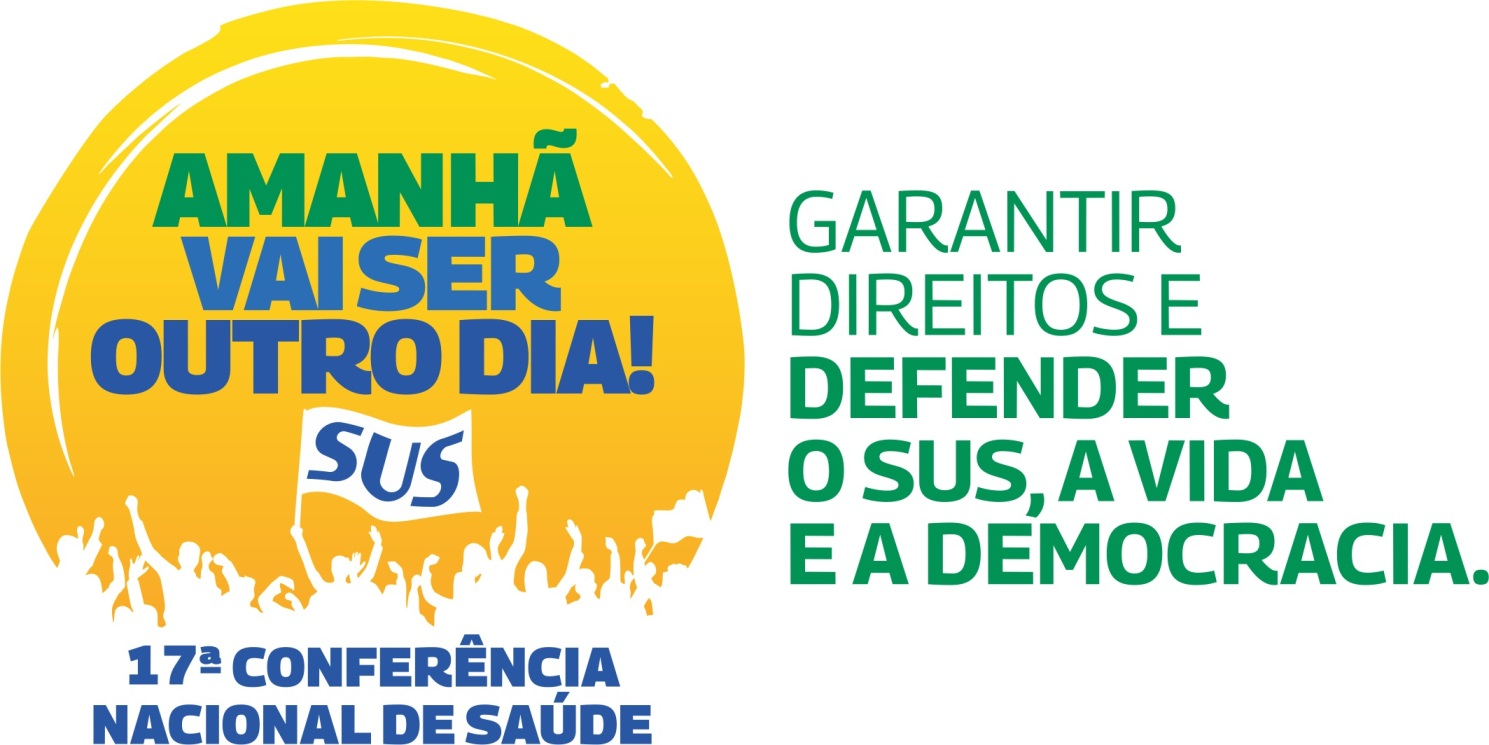 AMANHÃ
VAI SER
OUTRO DIA!
SUS
17ª CONFERÊNCIA
NACIONAL DE SAÚDE
GARANTIR
DIREITOS E
DEFENDER
O SUS, A VIDA
E A DEMOCRACIA.